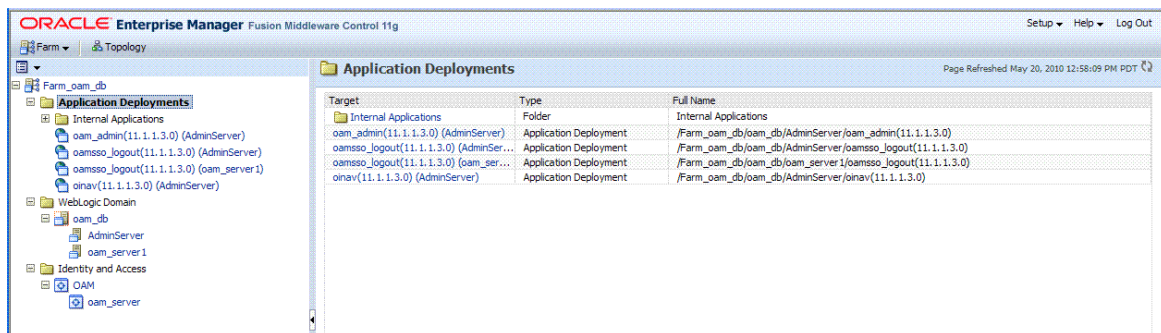 ORACLE Enterprise Manager Fusion Middleware Control 11g
Setup Help Log Out
Farm Topology
Farm_oam_db
Application Deployments
Internal Applications
oam_admin(11.1.1.3.0) (AdminServer)
oamsso_logout(11.1.1.3.0) (AdminServer)
oamsso_logout(11.1.1.3.0) (oam_server1)
oinav(11.1.1.3.0) (AdminServer)
WebLogic Domain
oam_db
AdminServer
oam_server1
Identity and Access
OAM
oam_server
Application Deployments
Page Refreshed May 20, 2010 12:58:09 PM PDT
Target Type Full Name
Internal Applications Folder Internal Applications
oam_admin(11.1.1.3.0) (AdminServer) Application Deployment /Farm_oam_db/oam_db/AdminServer/oam_admin(11.1.1.3.0)
oamsso_logout(11.1.1.3.0) (AdminSer... Application Deployment /Farm_oam_db/oam_db/AdminServer/oamsso_logout(11.1.1.3.0)
oamsso_logout(11.1.1.3.0) (oam_ser... Application Deployment /Farm_oam_db/oam_db/oam_server1/oamsso_logout(11.1.1.3.0)
oinav(11.1.1.3.0) (AdminServer) Application Deployment /Farm_oam_db/oam_db/AdminServer/oinav(11.1.1.3.0)